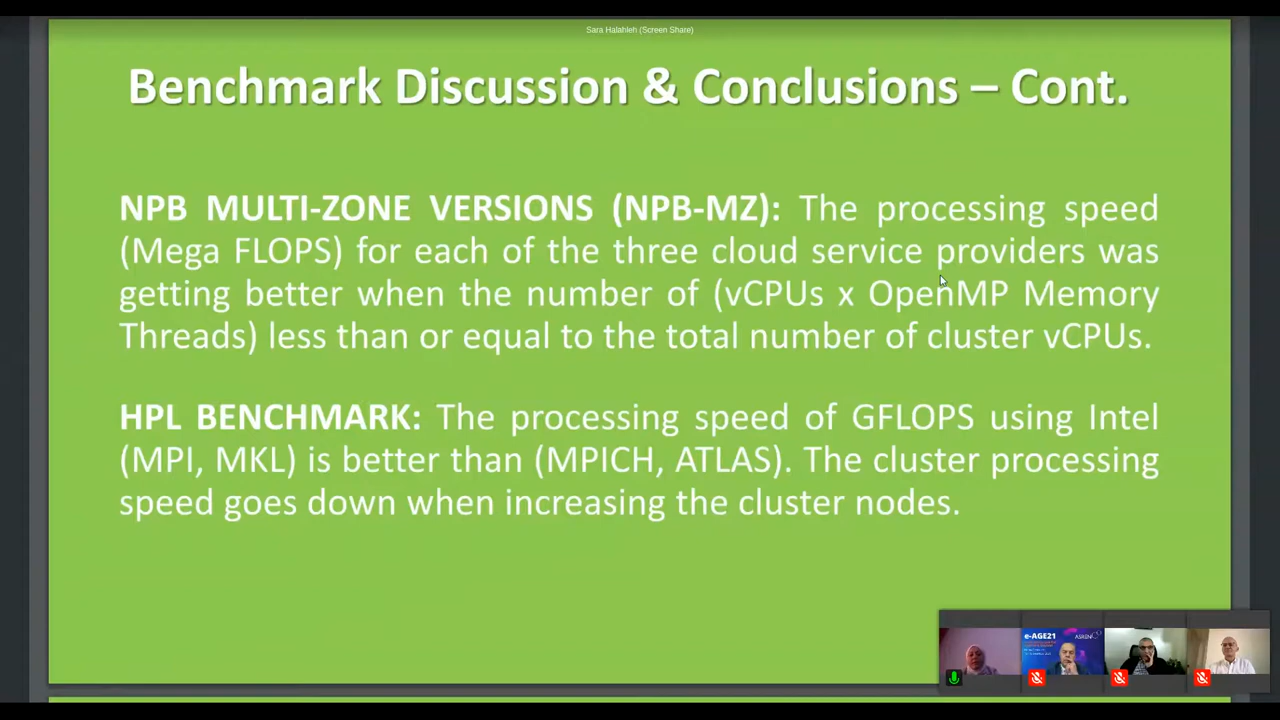 Sara Halahleh (Screen Share)
Benchmark Discussion & Conclusions – Cont.
NPB MULTI-ZONE VERSIONS (NPB-MZ): The processing speed
(Mega FLOPS) for each of the three cloud service providers was
getting better when the number of (vCPUs x OpenMP Memory
Threads) less than or equal to the total number of cluster vCPUs.
HPL BENCHMARK: The processing speed of GFLOPS using Intel
(MPI, MKL) is better than (MPICH, ATLAS). The cluster processing
speed goes down when increasing the cluster nodes.
e-AGE21
ASREN